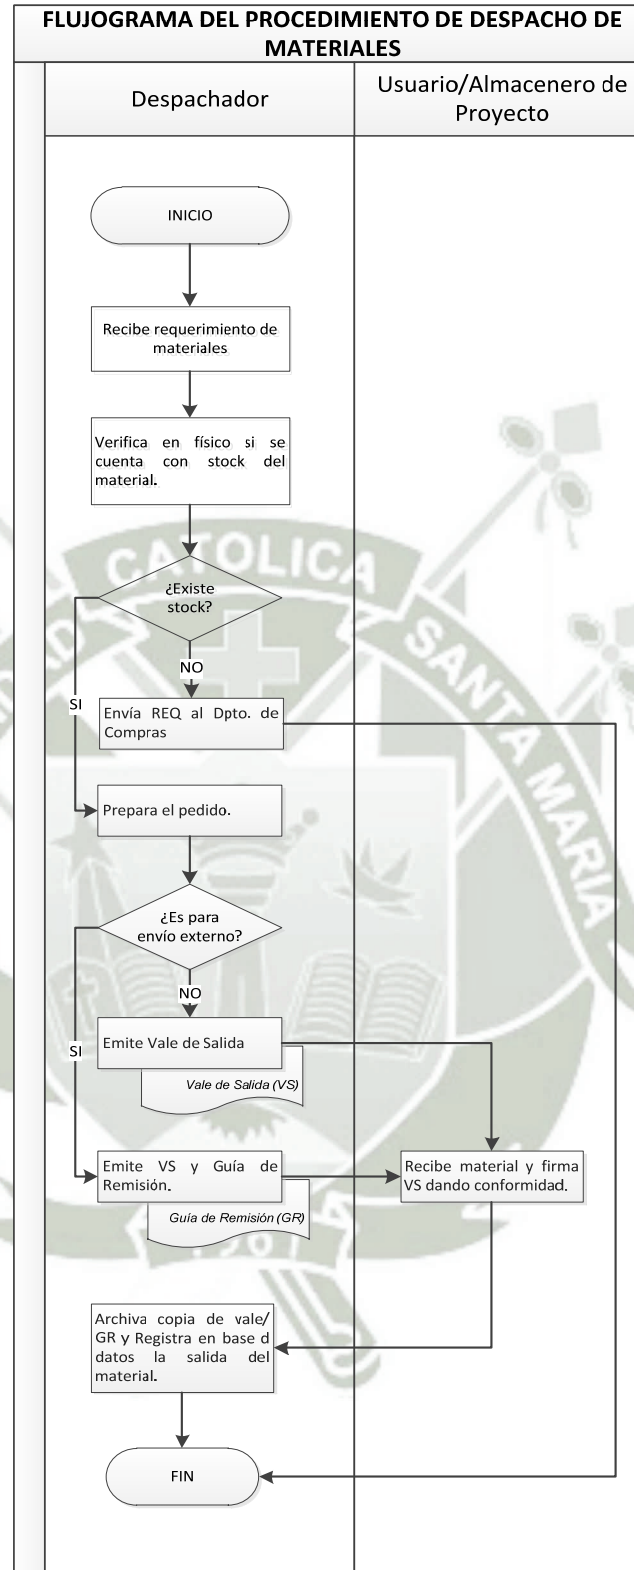 FLUJOGRAMA DEL PROCEDIMIENTO DE DESPACHO DE
MATERIALES
Despachador
Usuario/Almacenero de
Proyecto
INICIO
Recibe requerimiento de
materiales
Verifica en físico si se
cuenta con stock del
material.
¿Existe
stock?
NO
SI
Envía REQ al Dpto. de
Compras
Prepara el pedido.
¿Es para
envío externo?
NO
SI
Emite Vale de Salida
Vale de Salida (VS)
Emite VS y Guía de
Remisión.
Guía de Remisión (GR)
Recibe material y firma
VS dando conformidad.
Archiva copia de vale/
GR y Registra en base d
datos la salida del
material.
FIN
CATOLICA
SANTA MARIA